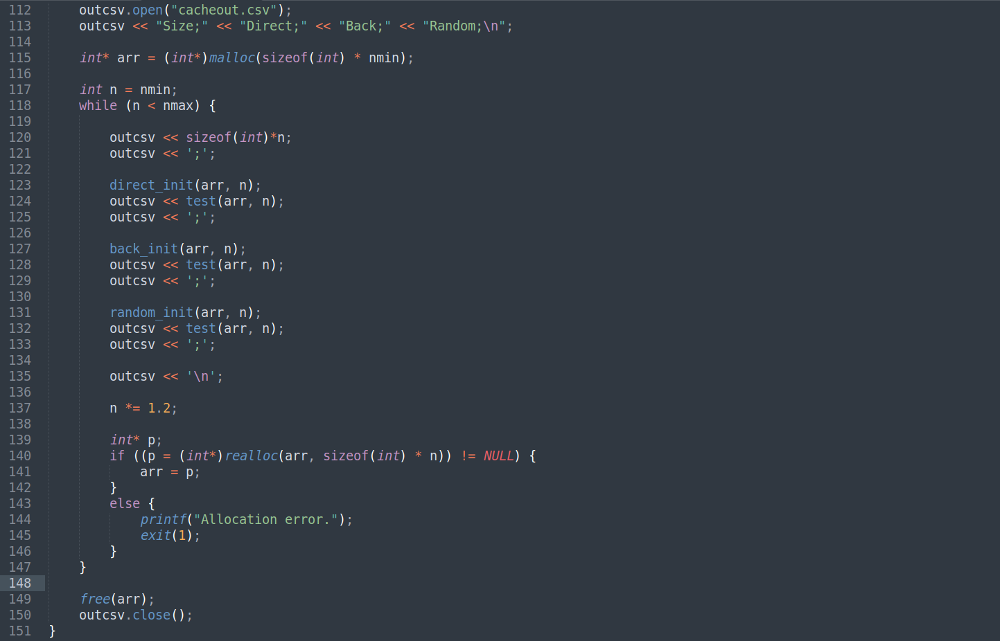 112 outcsv.open("cacheout.csv");
113 outcsv << "Size;" << "Direct;" << "Back;" << "Random;\n";
114
115 int* arr = (int*)malloc(sizeof(int) * nmin);
116
117 int n = nmin;
118 while (n < nmax) {
119
120 outcsv << sizeof(int)*n;
121 outcsv << ';';
122
123 direct_init(arr, n);
124 outcsv << test(arr, n);
125 outcsv << ';';
126
127 back_init(arr, n);
128 outcsv << test(arr, n);
129 outcsv << ';';
130
131 random_init(arr, n);
132 outcsv << test(arr, n);
133 outcsv << ';';
134
135 outcsv << '\n';
136
137 n *= 1.2;
138
139 int* p;
140 if ((p = (int*)realloc(arr, sizeof(int) * n)) != NULL) {
141 arr = p;
142 }
143 else {
144 printf("Allocation error.");
145 exit(1);
146 }
147 }
148
149 free(arr);
150 outcsv.close();
151 }